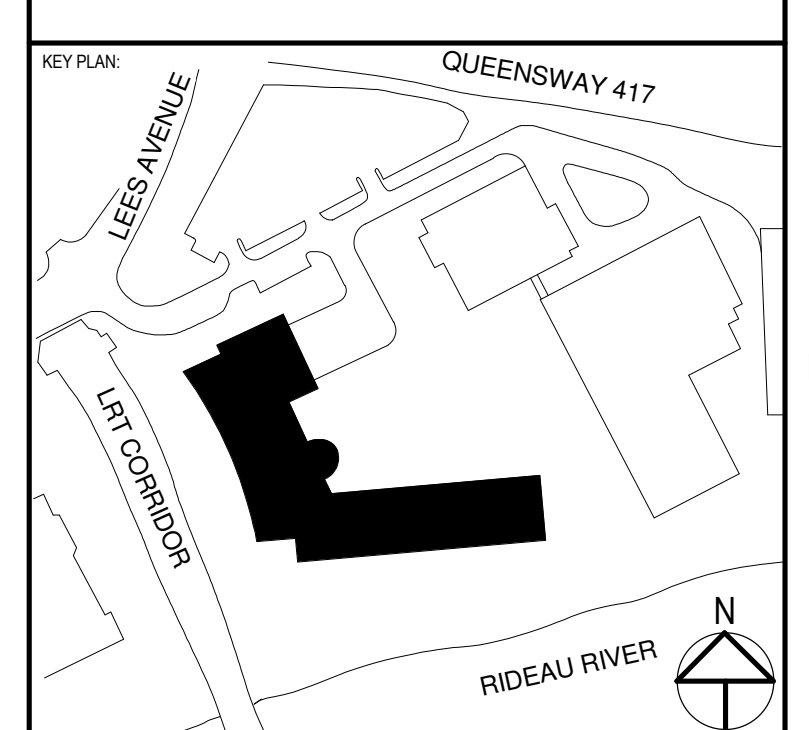 KEY PLAN:
QUEENSWAY 417
LEES AVENUE
LRT CORRIDOR
N
RIDEAU RIVER